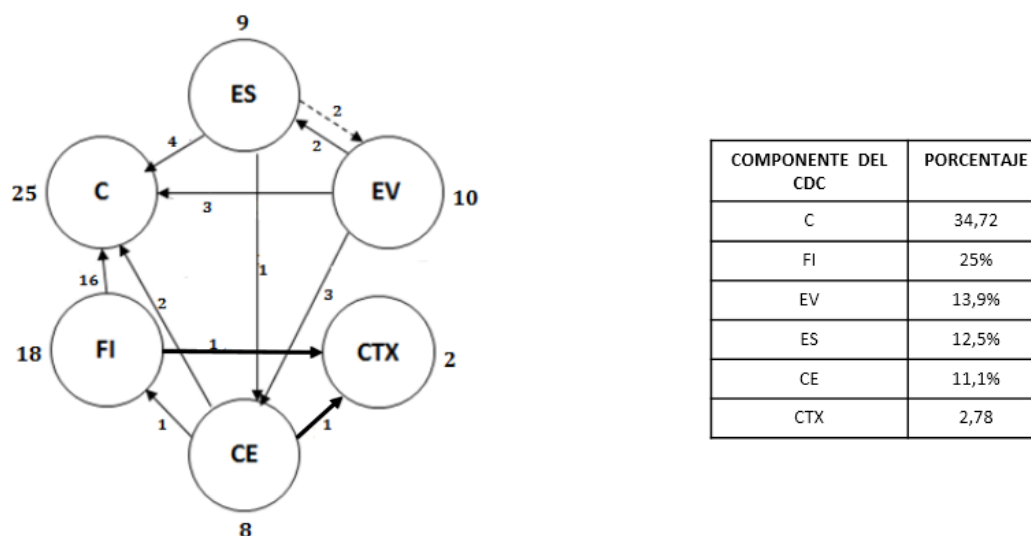 9
ES
2
4
2
C
EV
25
10
3
1
3
16
2
FI
1
CTX
18
2
1
1
CE
8
COMPONENTE DEL
CDC
PORCENTAJE
C
34,72
FI
25%
EV
13,9%
ES
12,5%
CE
11,1%
CTX
2,78